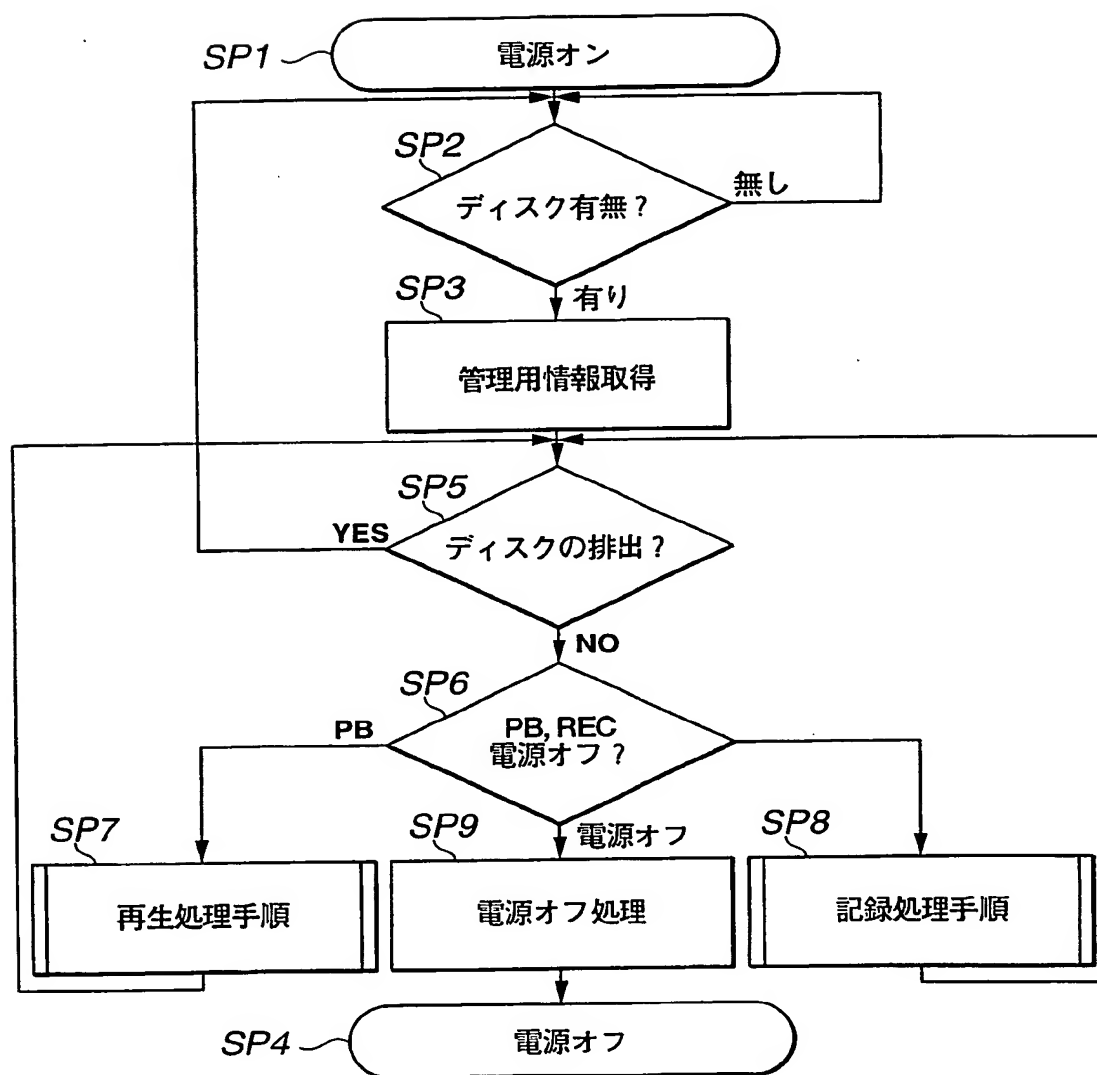 SP1
電源オン
SP2
ディスク有無?
無し
SP3
有り
管理用情報取得
SP5
YES
ディスクの排出?
NO
SP6
PB
PB, REC
電源オフ?
SP7
SP9
電源オフ
SP8
再生処理手順
電源オフ処理
記録処理手順
SP4
電源オフ